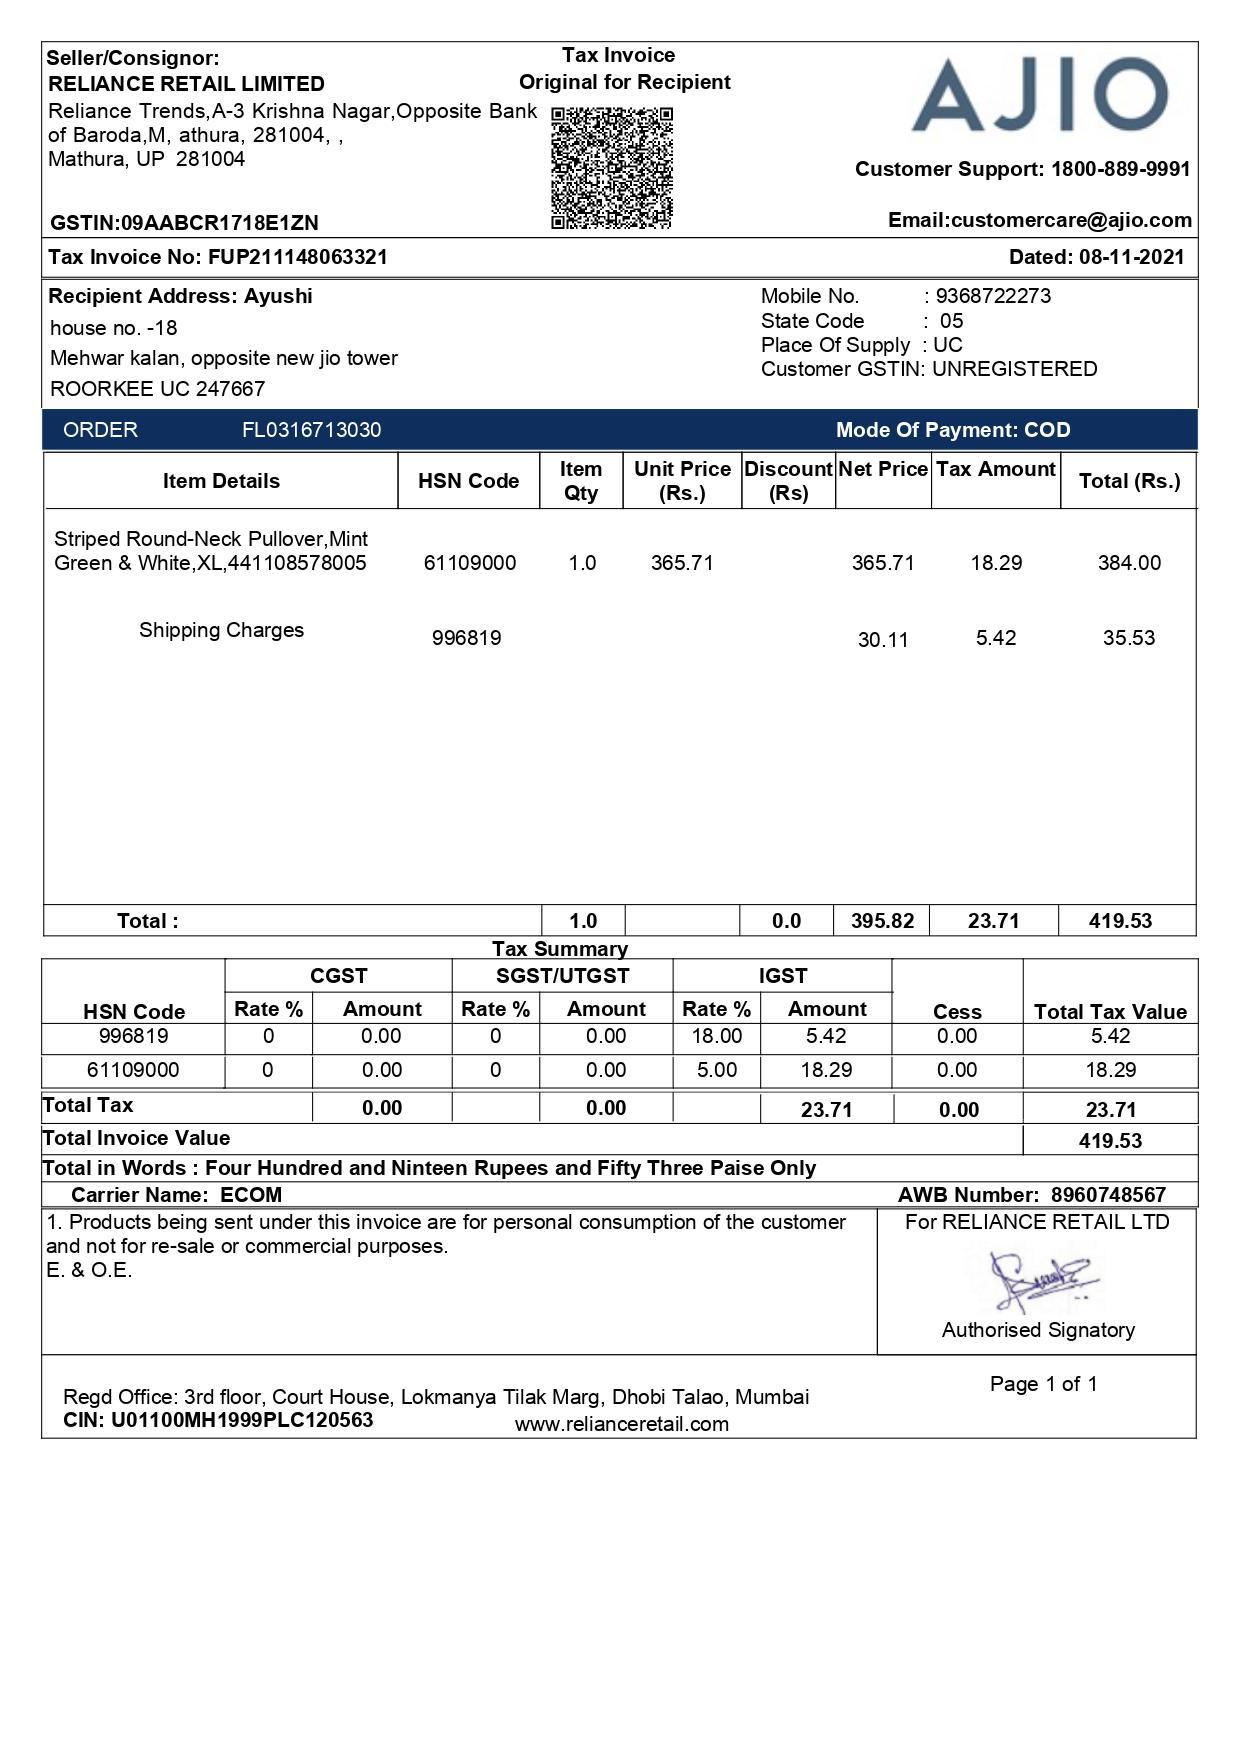 Seller/Consignor:
RELIANCE RETAIL LIMITED
Reliance Trends,A-3 Krishna Nagar,Opposite Bank
of Baroda,M, athura, 281004, ,
Mathura, UP 281004
GSTIN:09AABCR1718E1ZN
Tax Invoice
Original for Recipient
AJIO
Customer Support: 1800-889-9991
Email:customercare@ajio.com
Tax Invoice No: FUP211148063321 Dated: 08-11-2021
Recipient Address: Ayushi
house no. -18
Mehwar kalan, opposite new jio tower
ROORKEE UC 247667
Mobile No. : 9368722273
State Code : 05
Place Of Supply : UC
Customer GSTIN: UNREGISTERED
ORDER FL0316713030 Mode Of Payment: COD
Item Details HSN Code Item Qty Unit Price (Rs.) Discount (Rs) Net Price Tax Amount Total (Rs.)
Striped Round-Neck Pullover,Mint
Green & White,XL,441108578005 61109000 1.0 365.71 365.71 18.29 384.00
Shipping Charges 996819 30.11 5.42 35.53
Total : 1.0 0.0 395.82 23.71 419.53
Tax Summary
CGST SGST/UTGST IGST
HSN Code Rate % Amount Rate % Amount Rate % Amount Cess Total Tax Value
996819 0 0.00 0 0.00 18.00 5.42 0.00 5.42
61109000 0 0.00 0 0.00 5.00 18.29 0.00 18.29
Total Tax 0.00 0.00 23.71 0.00 23.71
Total Invoice Value 419.53
Total in Words : Four Hundred and Ninteen Rupees and Fifty Three Paise Only
Carrier Name: ECOM AWB Number: 8960748567
1. Products being sent under this invoice are for personal consumption of the customer
and not for re-sale or commercial purposes.
E. & O.E.
For RELIANCE RETAIL LTD
Authorised Signatory
Page 1 of 1
Regd Office: 3rd floor, Court House, Lokmanya Tilak Marg, Dhobi Talao, Mumbai
CIN: U01100MH1999PLC120563 www.relianceretail.com